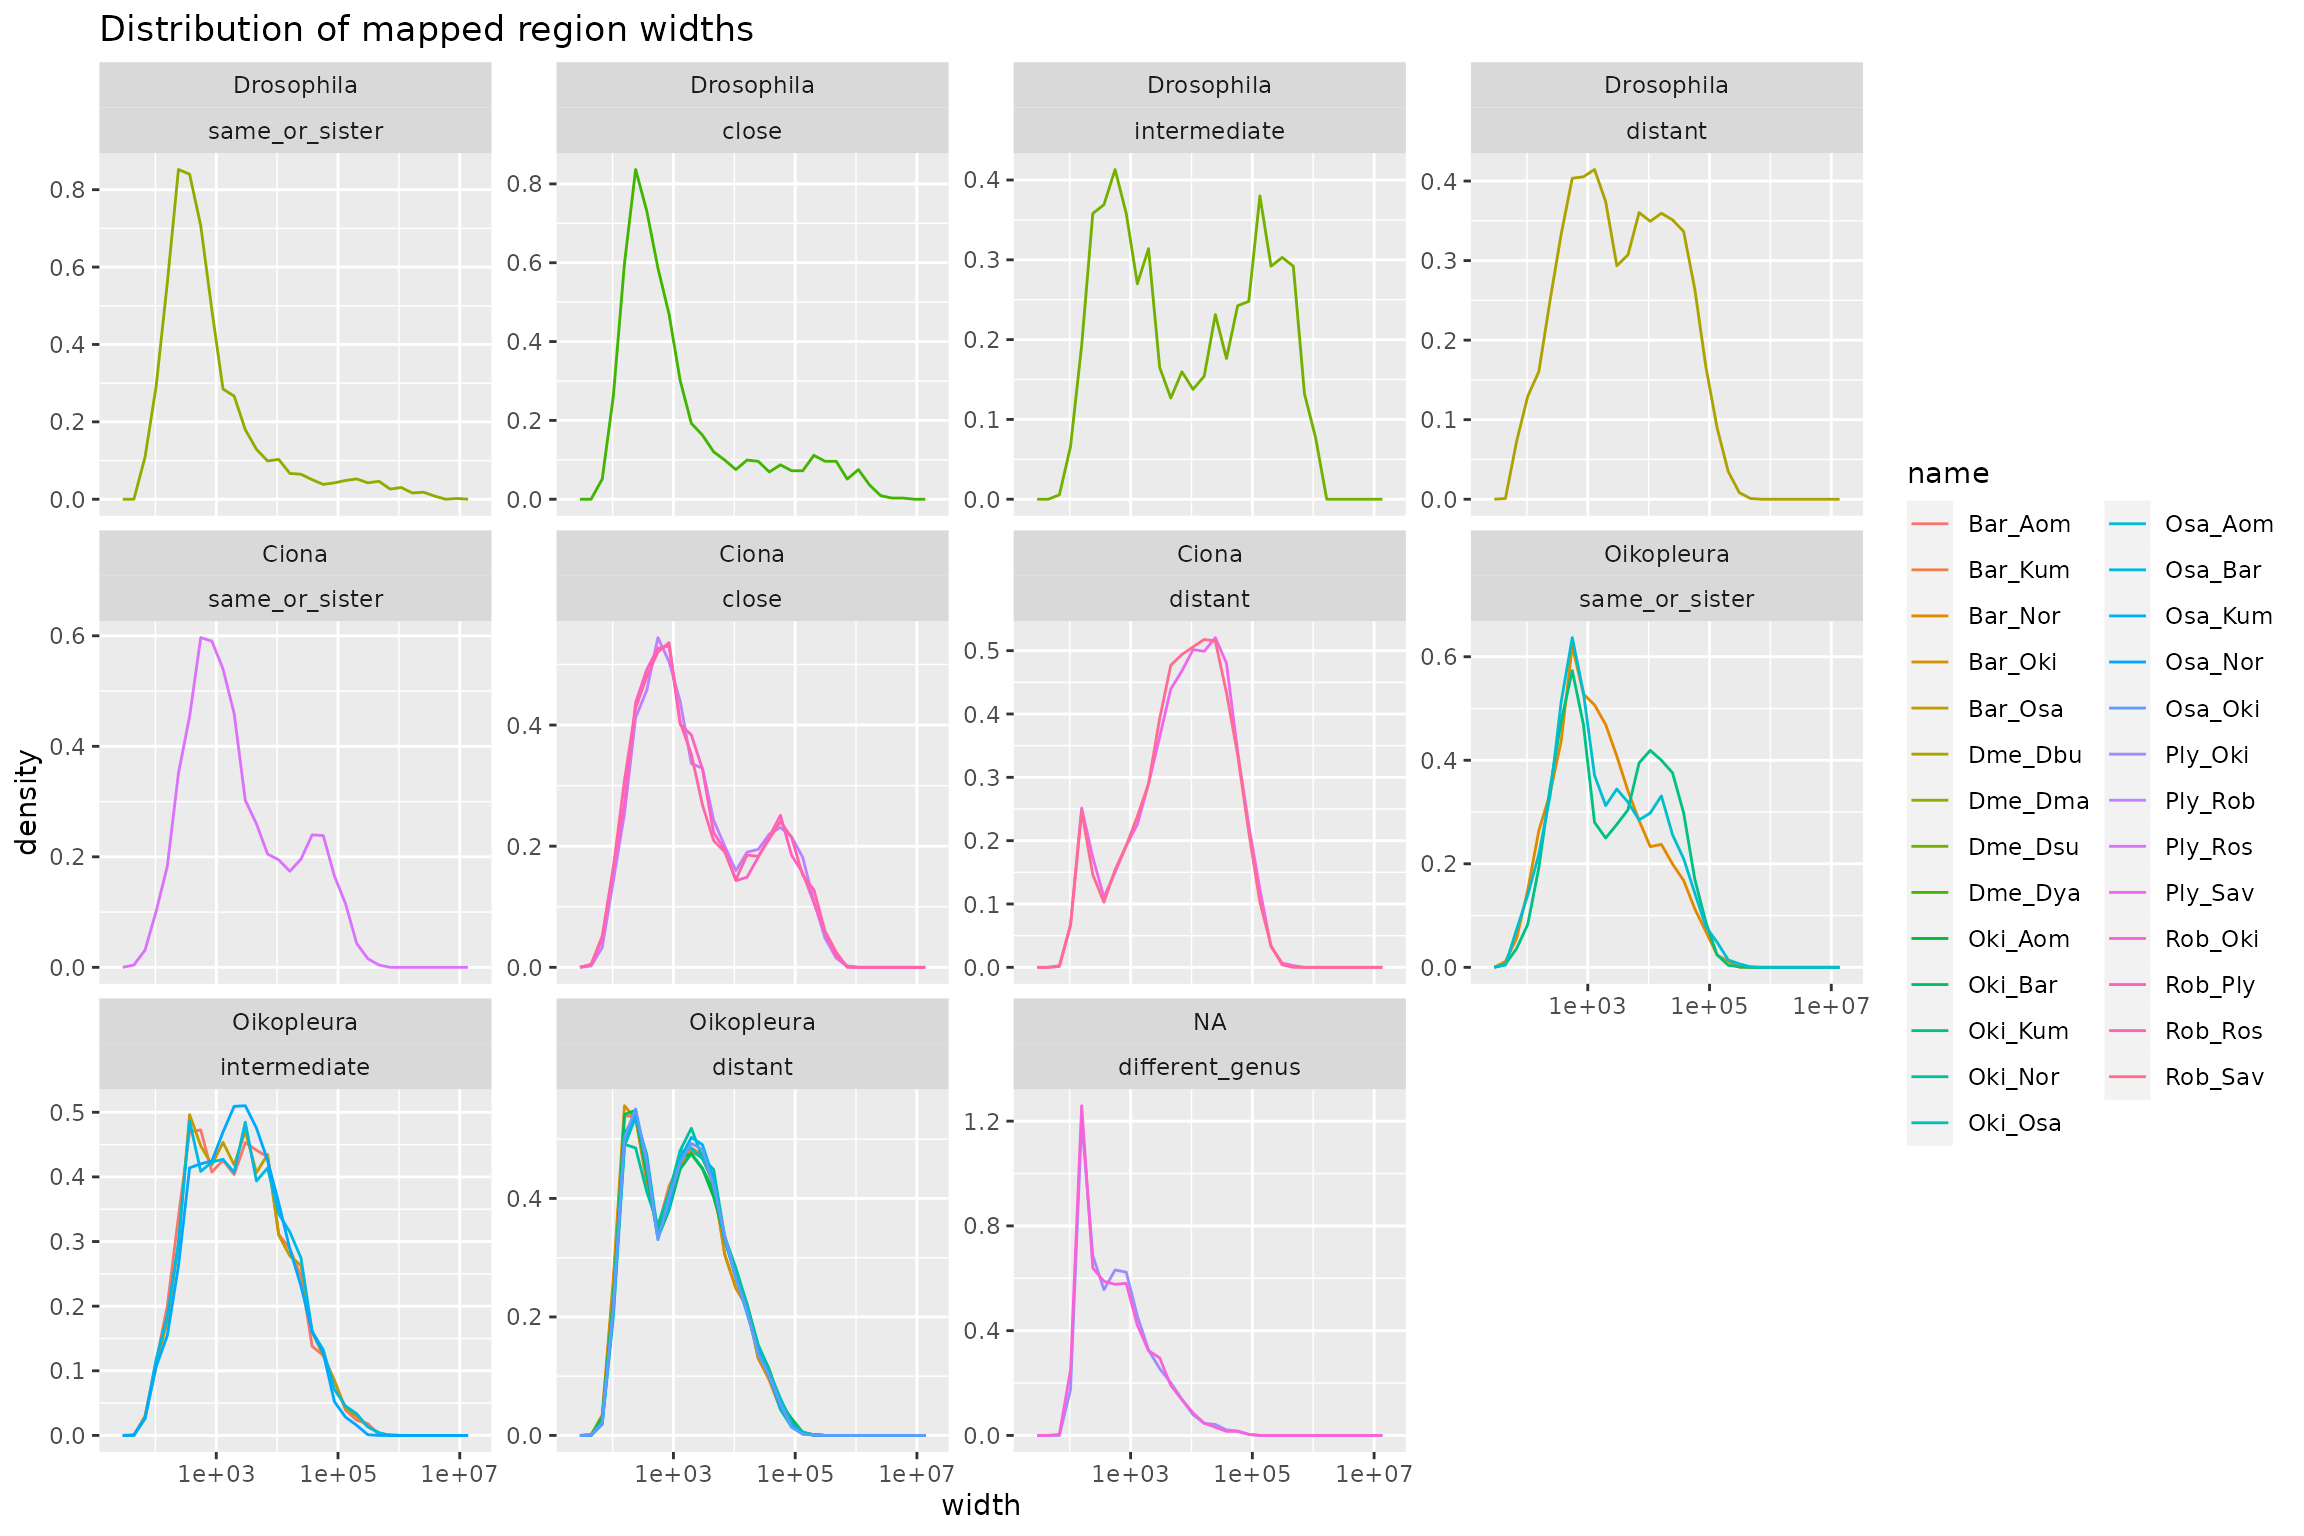 Distribution of mapped region widths
Drosophila
same_or_sister
Drosophila
close
Drosophila
intermediate
Drosophila
distant
0.8
0.6
0.4
0.2
0.0
0.8
0.6
0.4
0.2
0.0
0.4
0.3
0.2
0.1
0.0
0.4
0.3
0.2
0.1
0.0
Ciona
same_or_sister
Ciona
close
Ciona
distant
Oikopleura
same_or_sister
0.6
0.4
0.2
0.0
0.4
0.2
0.0
0.5
0.4
0.3
0.2
0.1
0.0
0.6
0.4
0.2
0.0
1e+03 1e+05 1e+07
Oikopleura
intermediate
Oikopleura
distant
NA
different_genus
0.5
0.4
0.3
0.2
0.1
0.0
0.4
0.2
0.0
1.2
0.8
0.4
0.0
1e+03 1e+05 1e+07
1e+03 1e+05 1e+07
1e+03 1e+05 1e+07
width
density
name
Bar_Aom
Bar_Kum
Bar_Nor
Bar_Oki
Bar_Osa
Dme_Dbu
Dme_Dma
Dme_Dsu
Dme_Dya
Oki_Aom
Oki_Bar
Oki_Kum
Oki_Nor
Oki_Osa
Osa_Aom
Osa_Bar
Osa_Kum
Osa_Nor
Osa_Oki
Ply_Oki
Ply_Rob
Ply_Ros
Ply_Sav
Rob_Oki
Rob_Ply
Rob_Ros
Rob_Sav